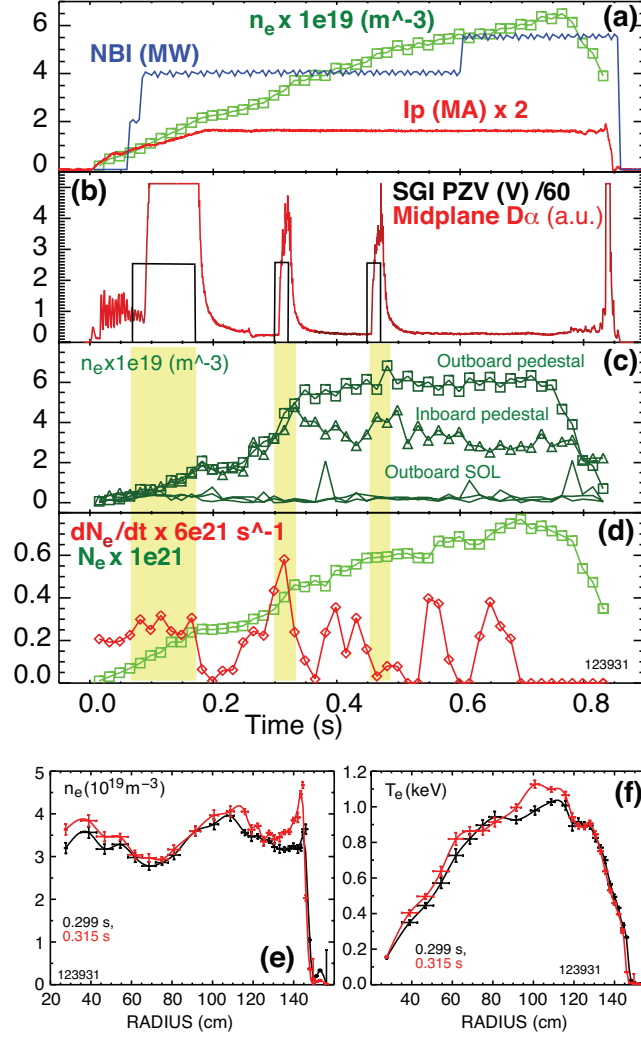 n_e x 1e19 (m^-3)
(a)
NBI (MW)
Ip (MA) x 2
6
4
2
0
(b)
SGI PZV (V) /60
Midplane Dα (a.u.)
5
4
3
2
1
0
n_e x1e19 (m^-3)
(c)
Outboard pedestal
Inboard pedestal
Outboard SOL
6
4
2
0
dN_e/dt x 6e21 s^-1
(d)
N_e x 1e21
0.6
0.4
0.2
0.0
123931
0.0 0.2 0.4 0.6 0.8
Time (s)
n_e(10^19 m^-3)
5
4
3
2
1
0
0.299 s,
0.315 s
(e)
123931
20 40 60 80 100 120 140
RADIUS (cm)
T_e(keV)
(f)
1.2
1.0
0.8
0.6
0.4
0.2
0.0
0.299 s,
0.315 s
123931
40 60 80 100 120 140
RADIUS (cm)